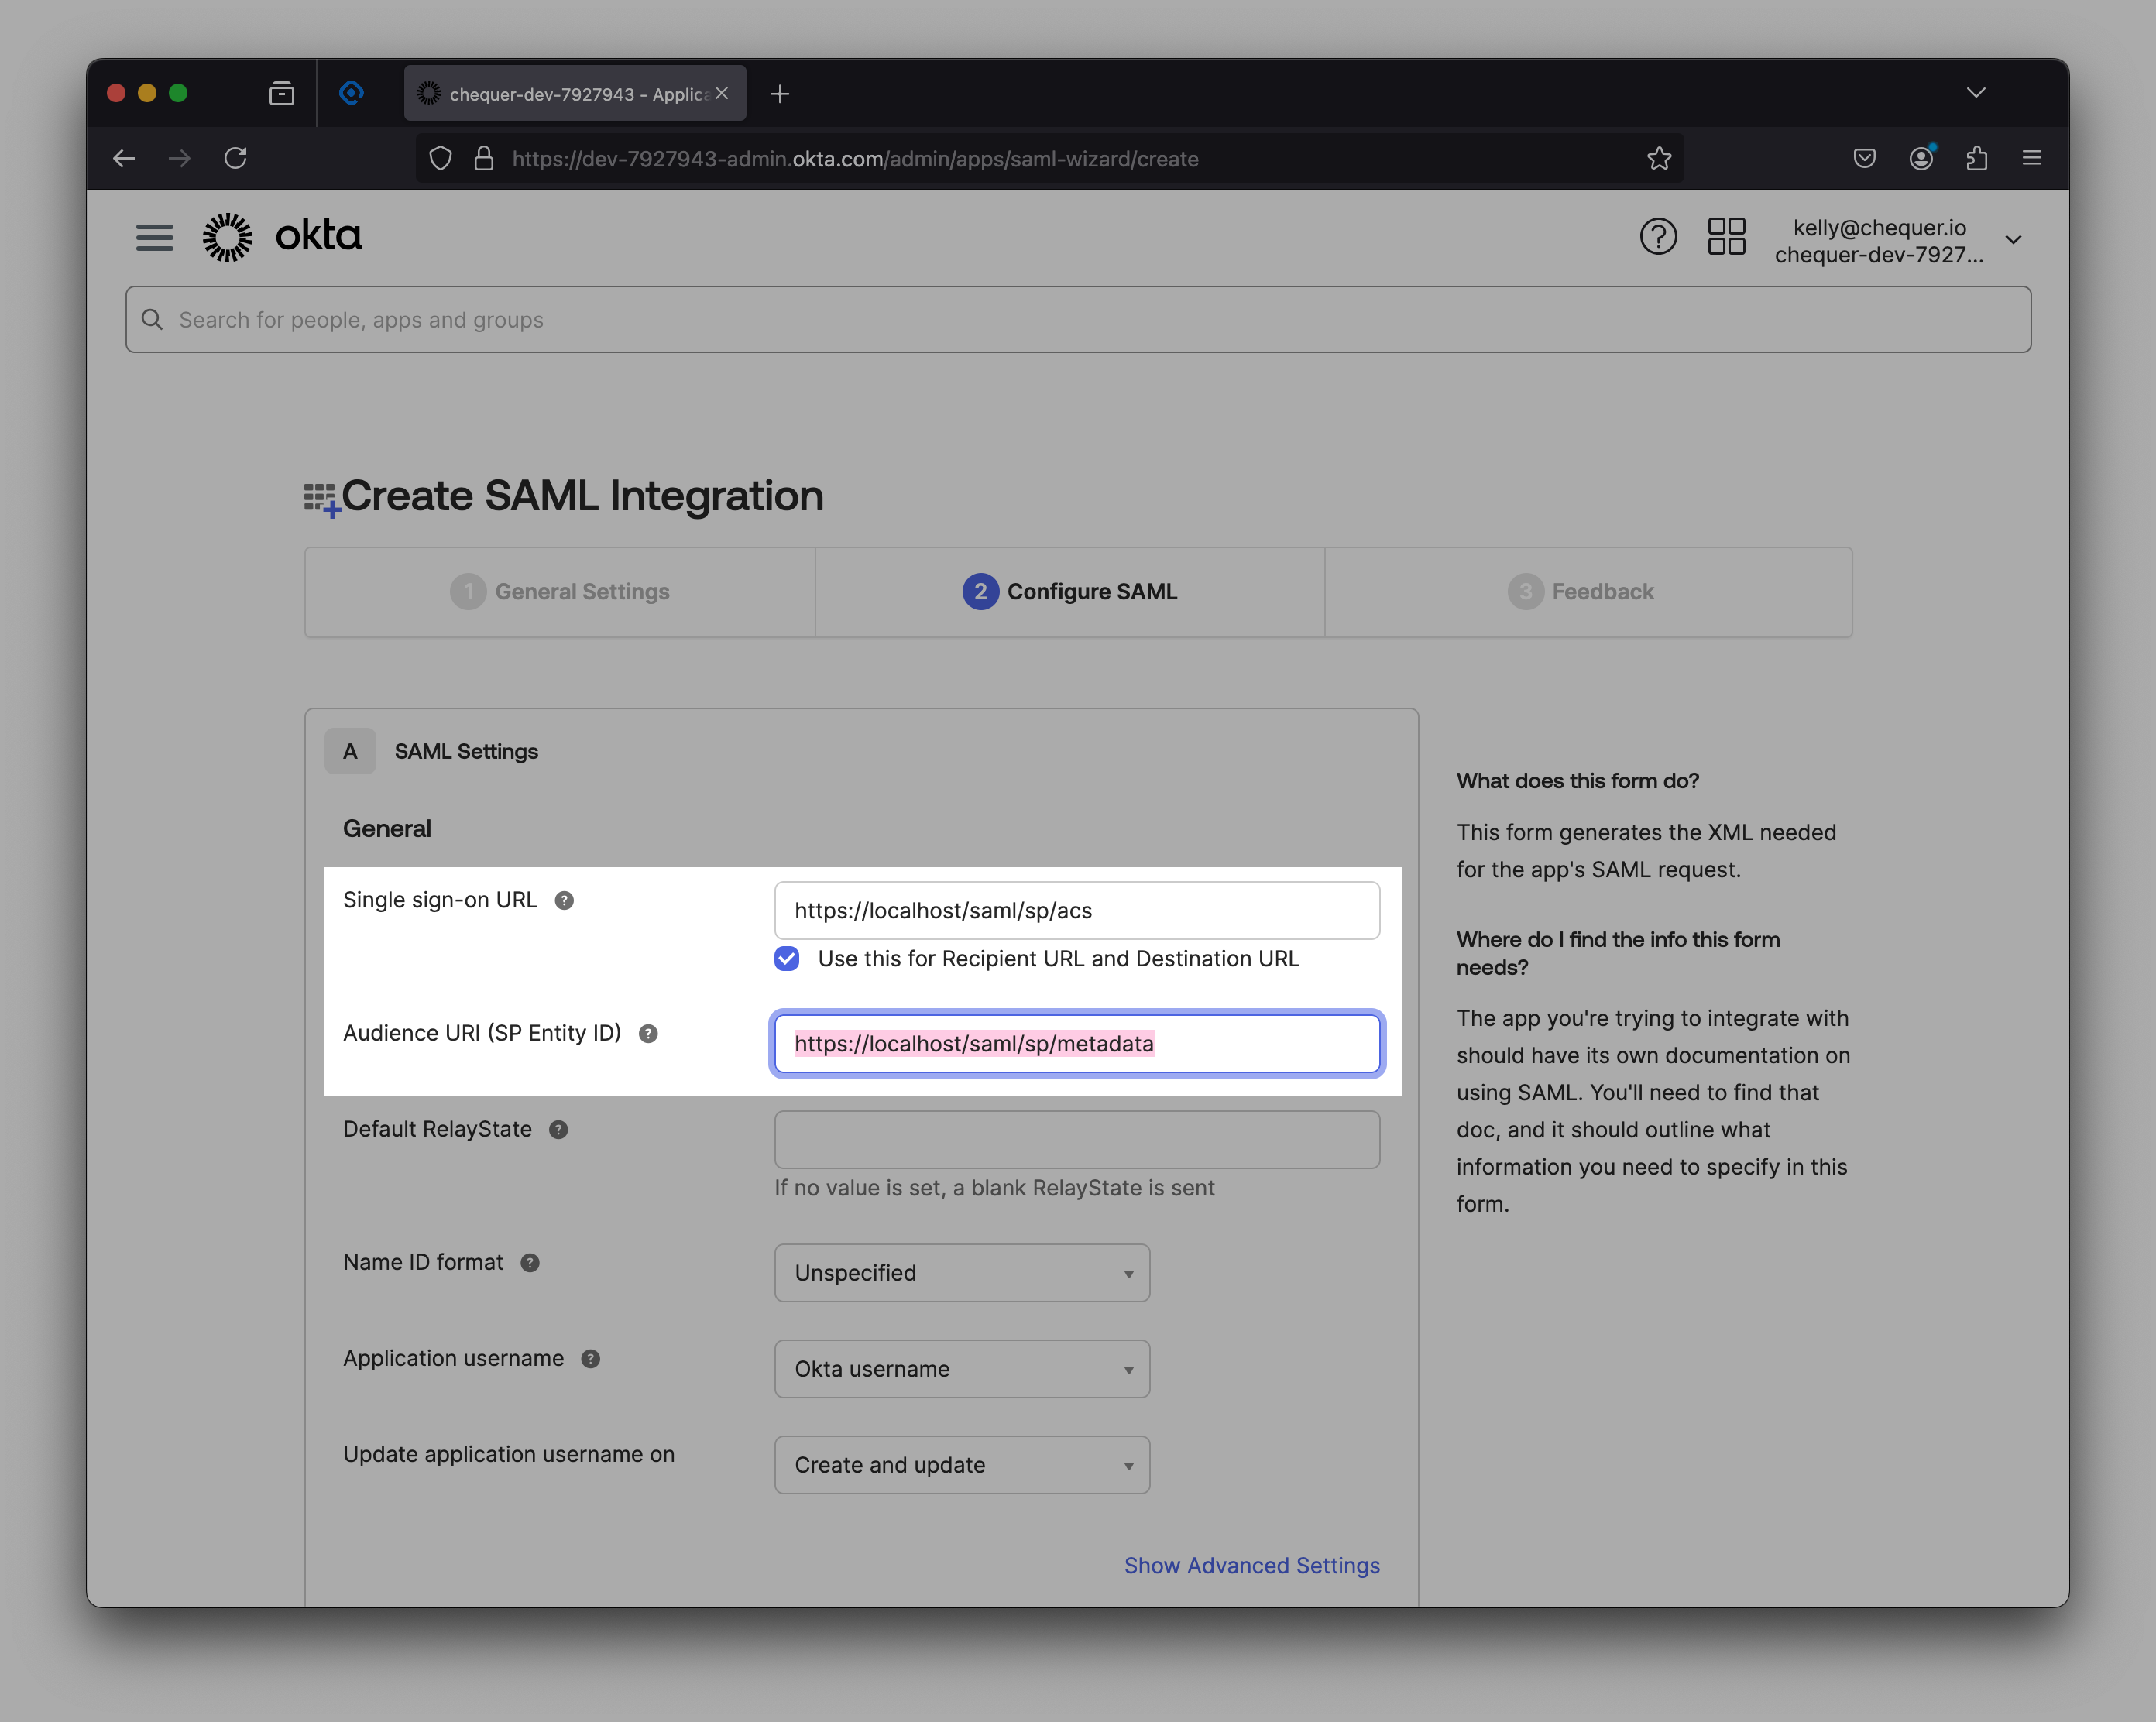 chequer-dev-7927943 - Applica
https://dev-7927943-admin.okta.com/admin/apps/saml-wizard/create
okta
kelly@chequer.io
chequer-dev-7927...
Search for people, apps and groups
Create SAML Integration
1 General Settings
2 Configure SAML
3 Feedback
A SAML Settings
General
Single sign-on URL ?
https://localhost/saml/sp/acs
Use this for Recipient URL and Destination URL
Audience URI (SP Entity ID) ?
https://localhost/saml/sp/metadata
Default RelayState ?
If no value is set, a blank RelayState is sent
Name ID format ?
Unspecified
Application username ?
Okta username
Update application username on
Create and update
Show Advanced Settings
What does this form do?
This form generates the XML needed
for the app's SAML request.
Where do I find the info this form
needs?
The app you're trying to integrate with
should have its own documentation on
using SAML. You'll need to find that
doc, and it should outline what
information you need to specify in this
form.